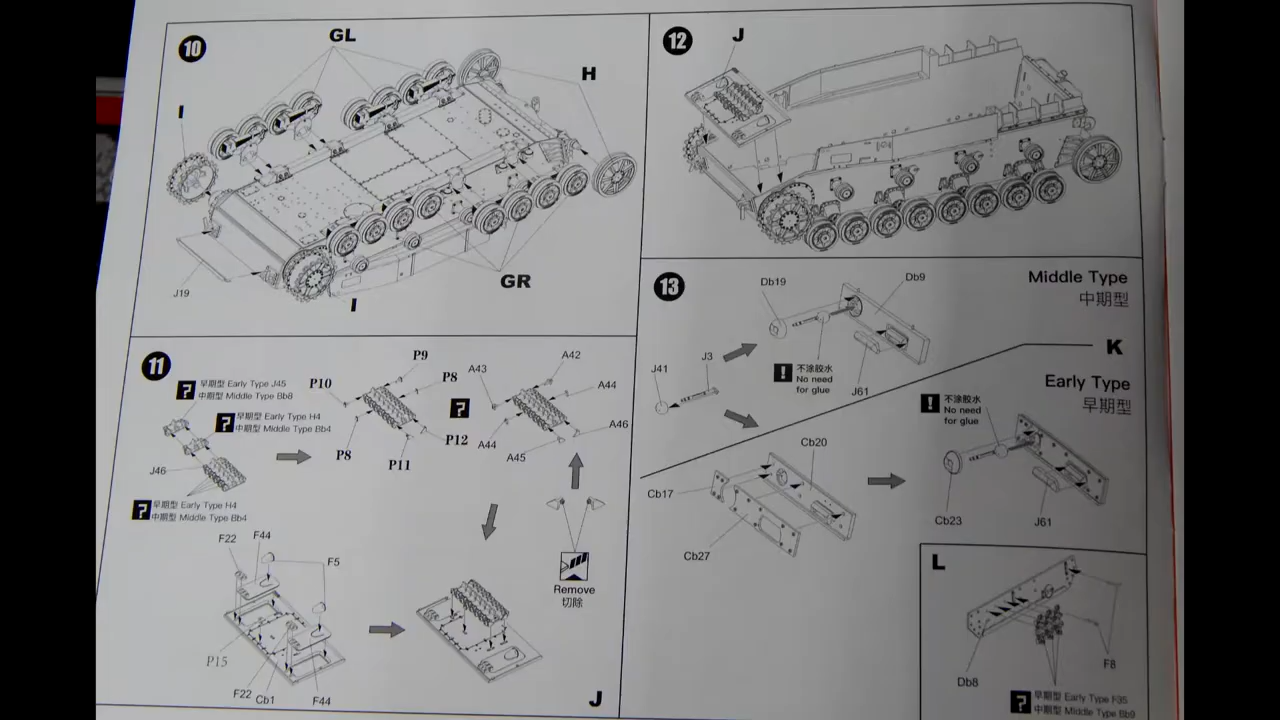 10
GL
H
I
J19
GR
I
11
? 早期型 Early Type J45
中期型 Middle Type Bb8
? 早期型 Early Type H4
中期型 Middle Type Bb4
J46
? 早期型 Early Type H4
中期型 Middle Type Bb4
P9
P10
P8
P8
P12
P11
?
A42
A43
A44
A44
A46
A45
Remove
切除
F22
F44
F5
P15
F22
Cb1
F44
J
12
J
13
Middle Type
中期型
Db19
Db9
J3
J41
! 不涂胶水
No need
for glue
J61
K
Early Type
早期型
! 不涂胶水
No need
for glue
Cb20
Cb17
Cb27
Cb23
J61
L
F8
Db8
? 早期型 Early Type F35
中期型 Middle Type Bb9